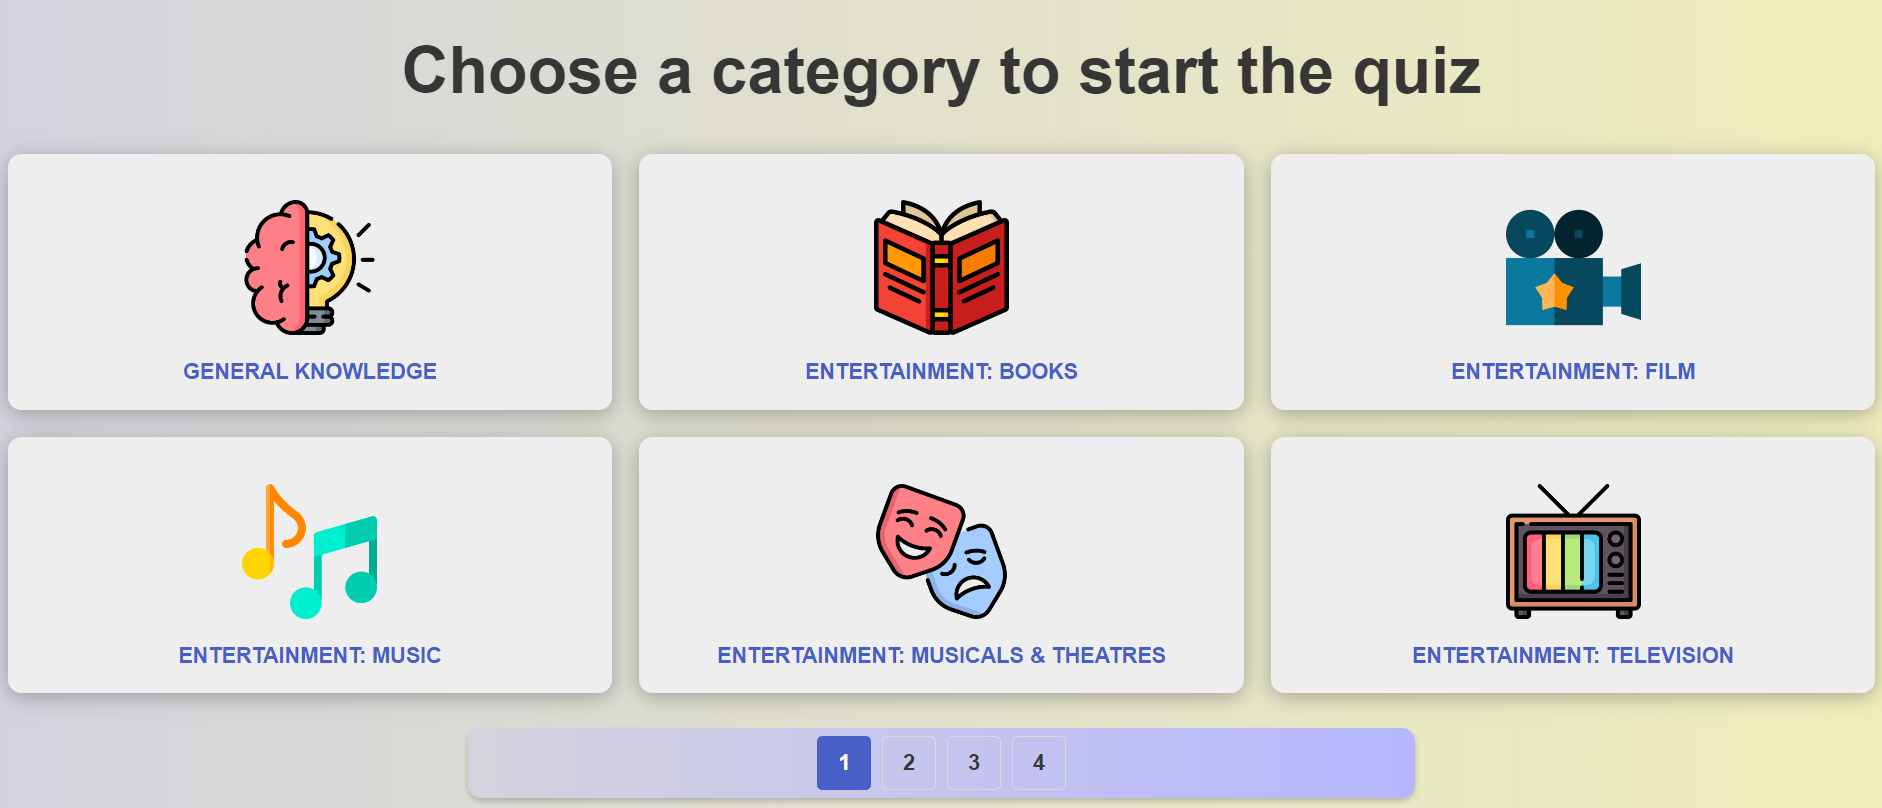 Choose a category to start the quiz
GENERAL KNOWLEDGE
ENTERTAINMENT: BOOKS
ENTERTAINMENT: FILM
ENTERTAINMENT: MUSIC
ENTERTAINMENT: MUSICALS & THEATRES
ENTERTAINMENT: TELEVISION
1 2 3 4